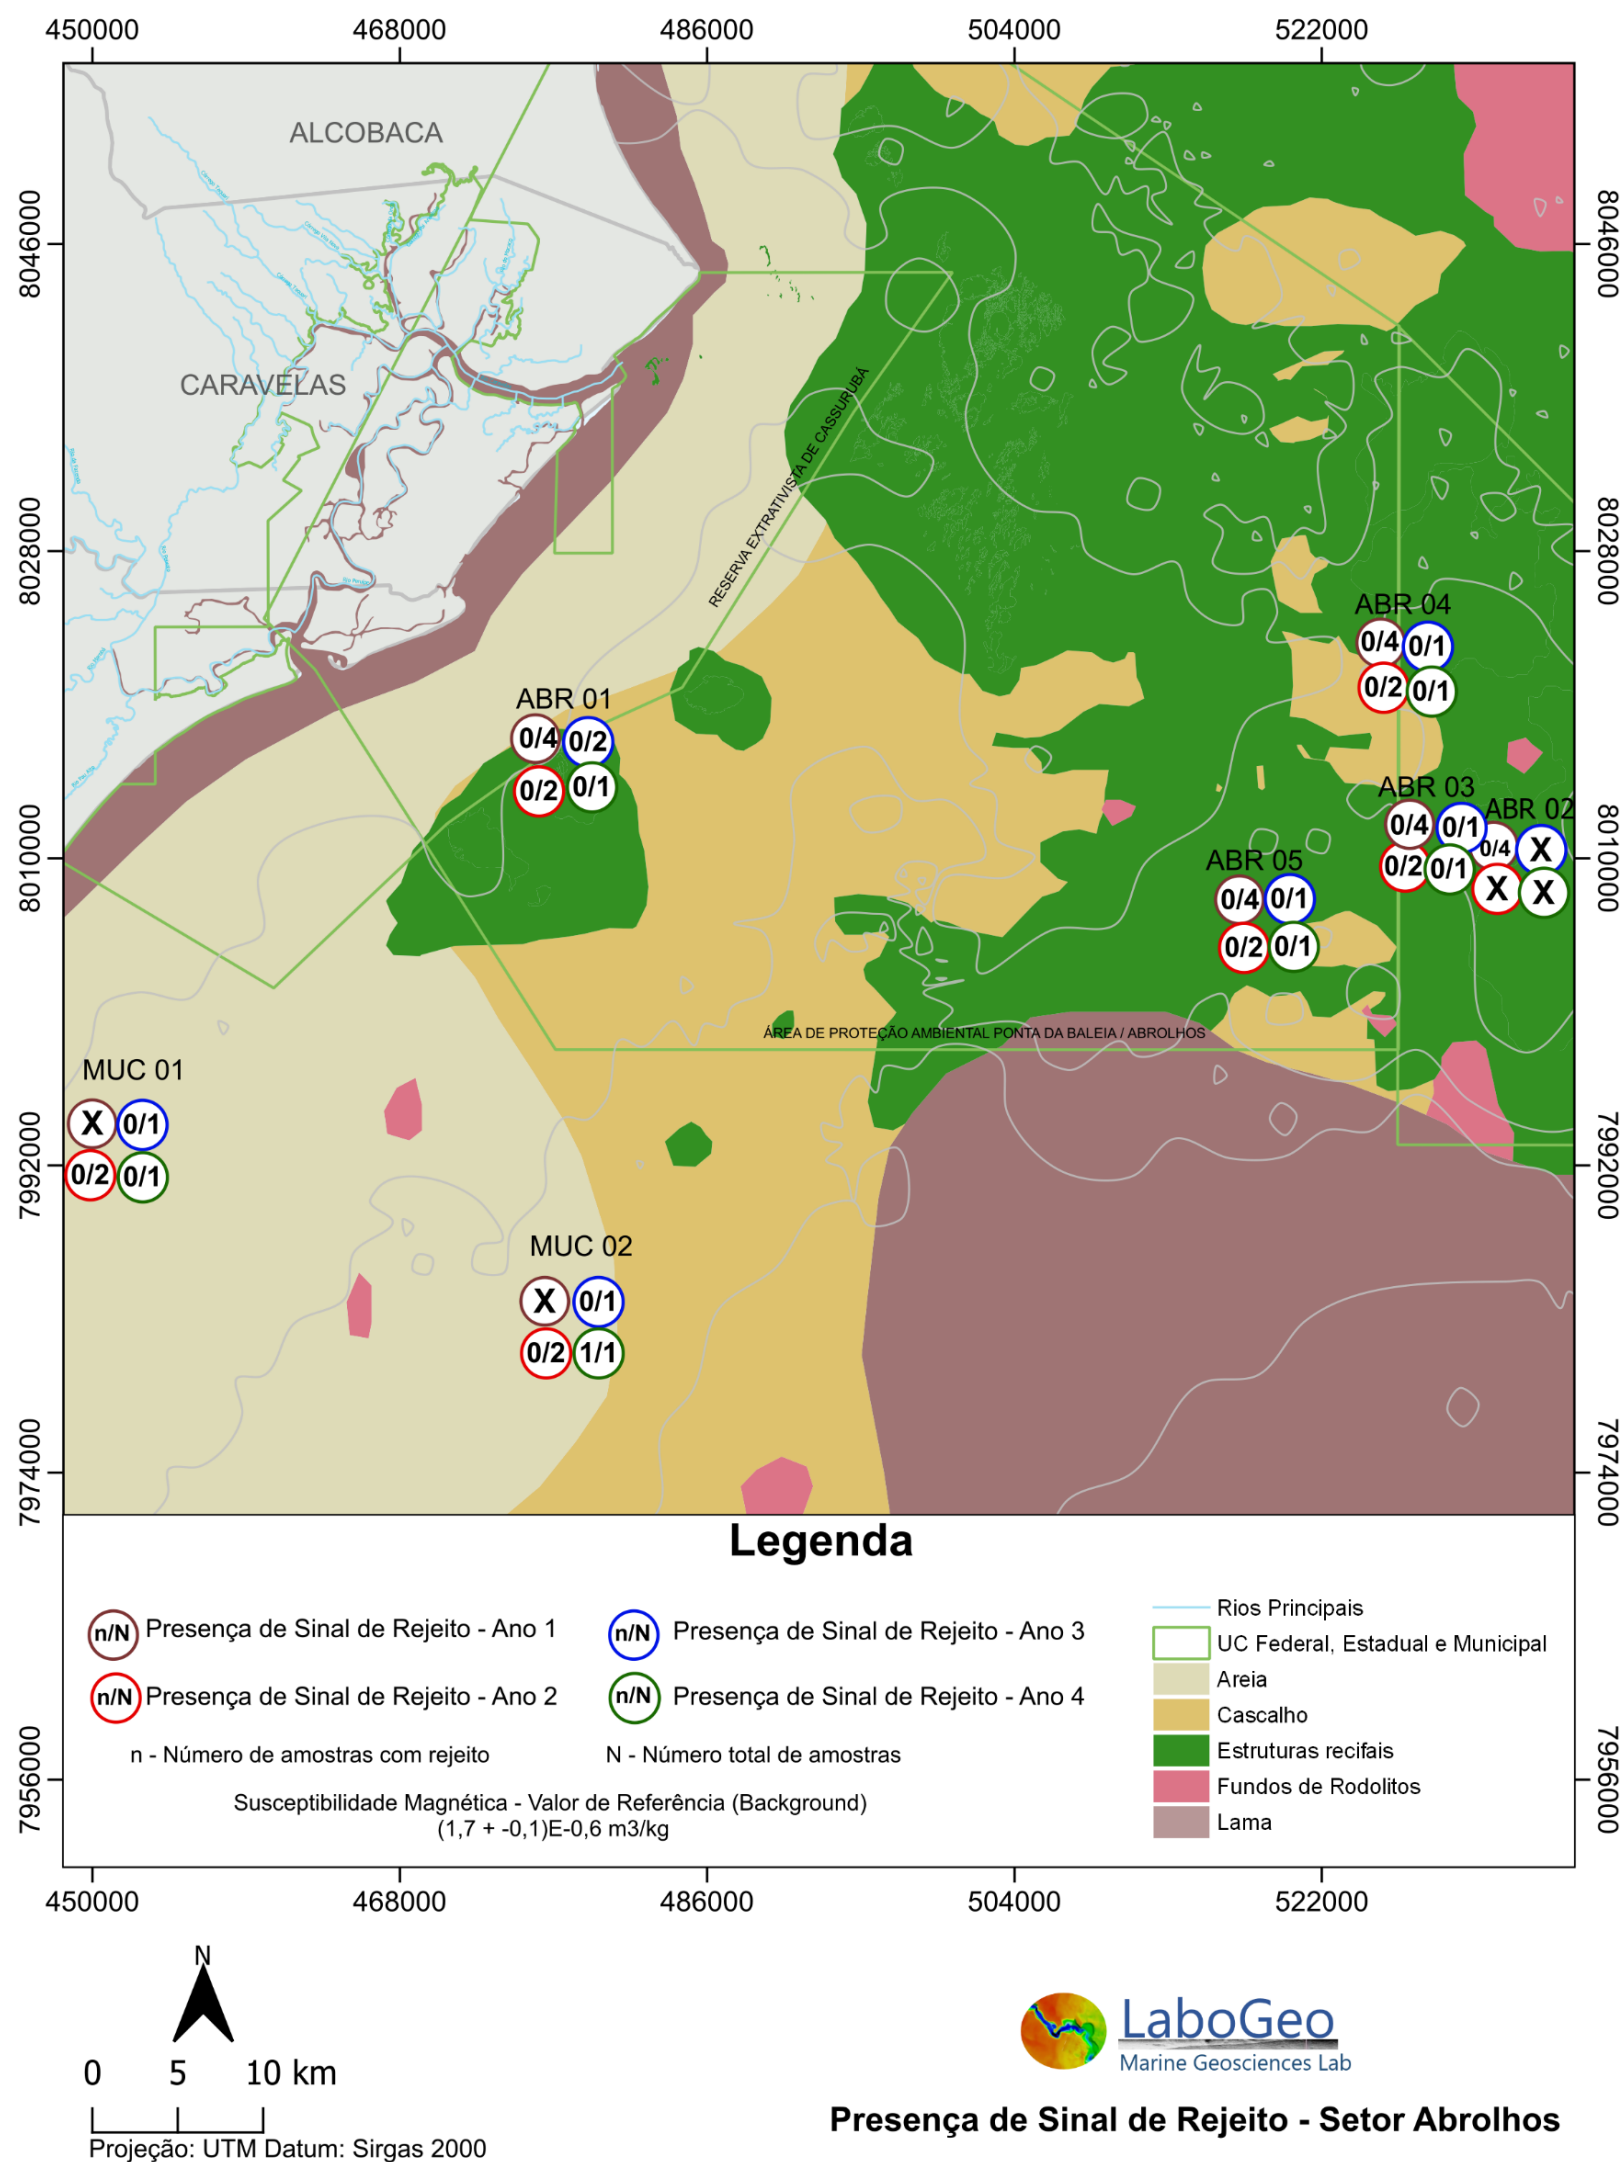 450000 468000 486000 504000 522000
ALCOBACA
8046000 8046000
CARAVELAS
RESERVA EXTRATIVISTA DE CASSURUBÁ
8028000 8028000
ABR 04
0/4 0/1
0/2 0/1
ABR 01
0/4 0/2
0/2 0/1
ABR 03
0/4 0/1
0/2 0/1
ABR 02
0/4 X
X X
8010000 8010000
ABR 05
0/4 0/1
0/2 0/1
ÁREA DE PROTEÇÃO AMBIENTAL PONTA DA BALEIA / ABROLHOS
MUC 01
X 0/1
0/2 0/1
7992000 7992000
MUC 02
X 0/1
0/2 1/1
7974000 7974000
Legenda
n/N Presença de Sinal de Rejeito - Ano 1
n/N Presença de Sinal de Rejeito - Ano 2
n/N Presença de Sinal de Rejeito - Ano 3
n/N Presença de Sinal de Rejeito - Ano 4
n - Número de amostras com rejeito
N - Número total de amostras
Susceptibilidade Magnética - Valor de Referência (Background)
(1,7 + -0,1)E-0,6 m3/kg
Rios Principais
UC Federal, Estadual e Municipal
Areia
Cascalho
Estruturas recifais
Fundos de Rodolitos
Lama
7956000 7956000
450000 468000 486000 504000 522000
N
0 5 10 km
Projeção: UTM Datum: Sirgas 2000
LaboGeo
Marine Geosciences Lab
Presença de Sinal de Rejeito - Setor Abrolhos